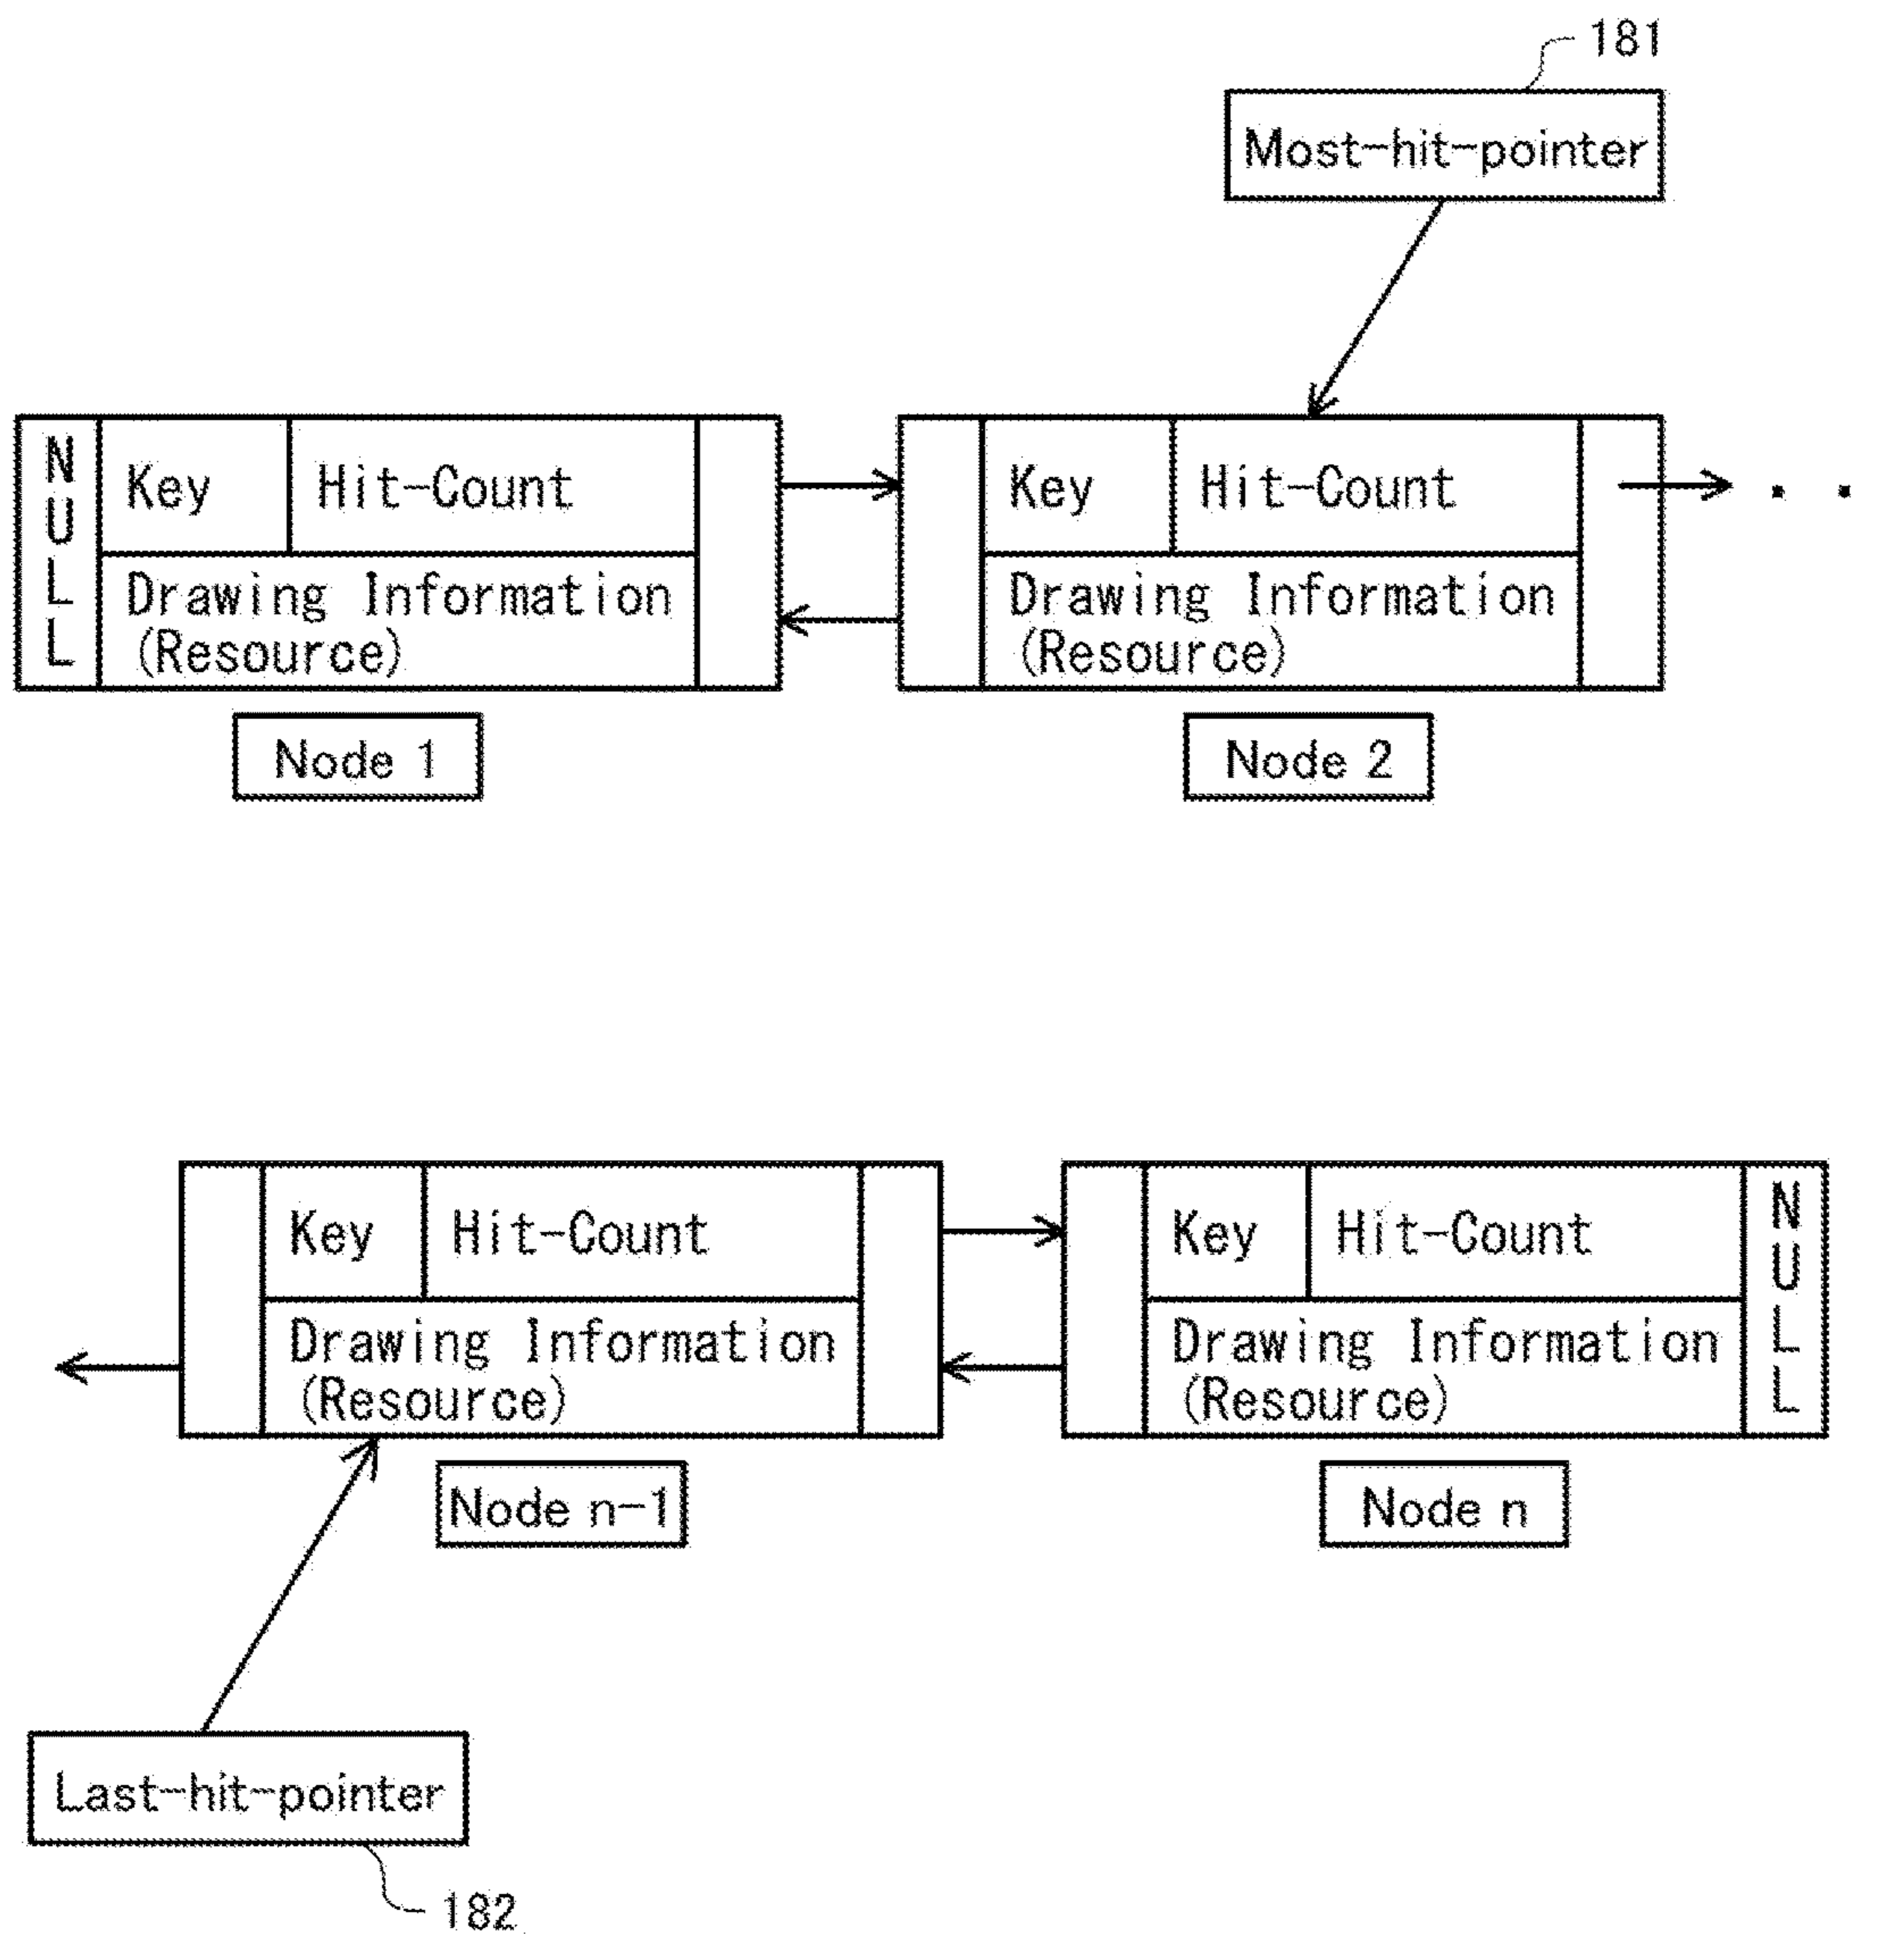 181
Most-hit-pointer
NULL
Key
Hit-Count
Drawing Information
(Resource)
Key
Hit-Count
. .
Drawing Information
(Resource)
Node 1
Node 2
Key
Hit-Count
Drawing Information
(Resource)
Key
Hit-Count
Drawing Information
(Resource)
NULL
Node n-1
Node n
Last-hit-pointer
182